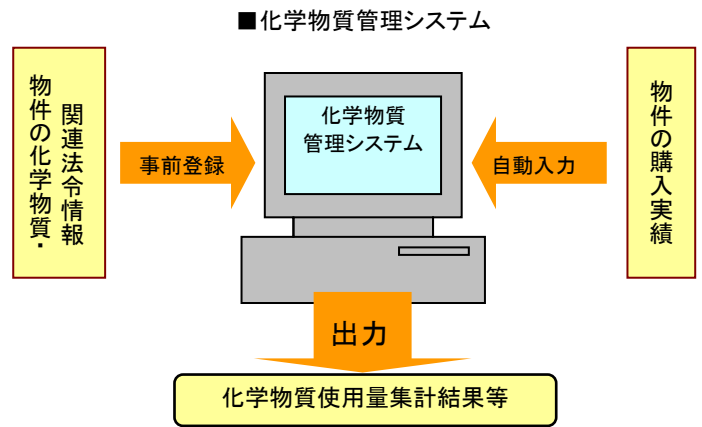 ■化学物質管理システム
関連法令情報
物件の化学物質・
事前登録
化学物質
管理システム
自動入力
物件の購入実績
出力
化学物質使用量集計結果等